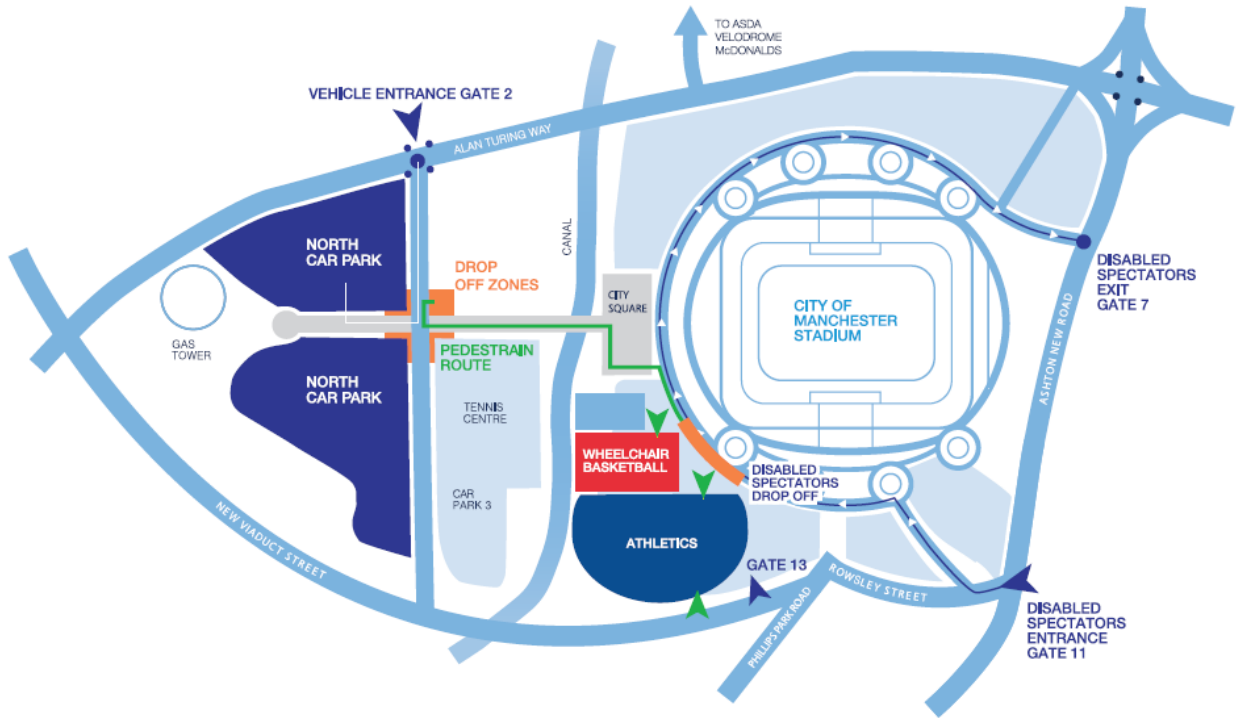 TO ASDA
VELODROME
McDONALDS
VEHICLE ENTRANCE GATE 2
ALAN TURING WAY
NORTH
CAR PARK
DROP
OFF ZONES
CANAL
CITY
SQUARE
CITY OF
MANCHESTER
STADIUM
DISABLED
SPECTATORS
EXIT
GATE 7
GAS
TOWER
PEDESTRAIN
ROUTE
NORTH
CAR PARK
TENNIS
CENTRE
ASHTON NEW ROAD
WHEELCHAIR
BASKETBALL
DISABLED
SPECTATORS
DROP OFF
CAR
PARK 3
NEW VIADUCT STREET
ATHLETICS
GATE 13
ROWSLEY STREET
PHILLIPS PARK ROAD
DISABLED
SPECTATORS
ENTRANCE
GATE 11